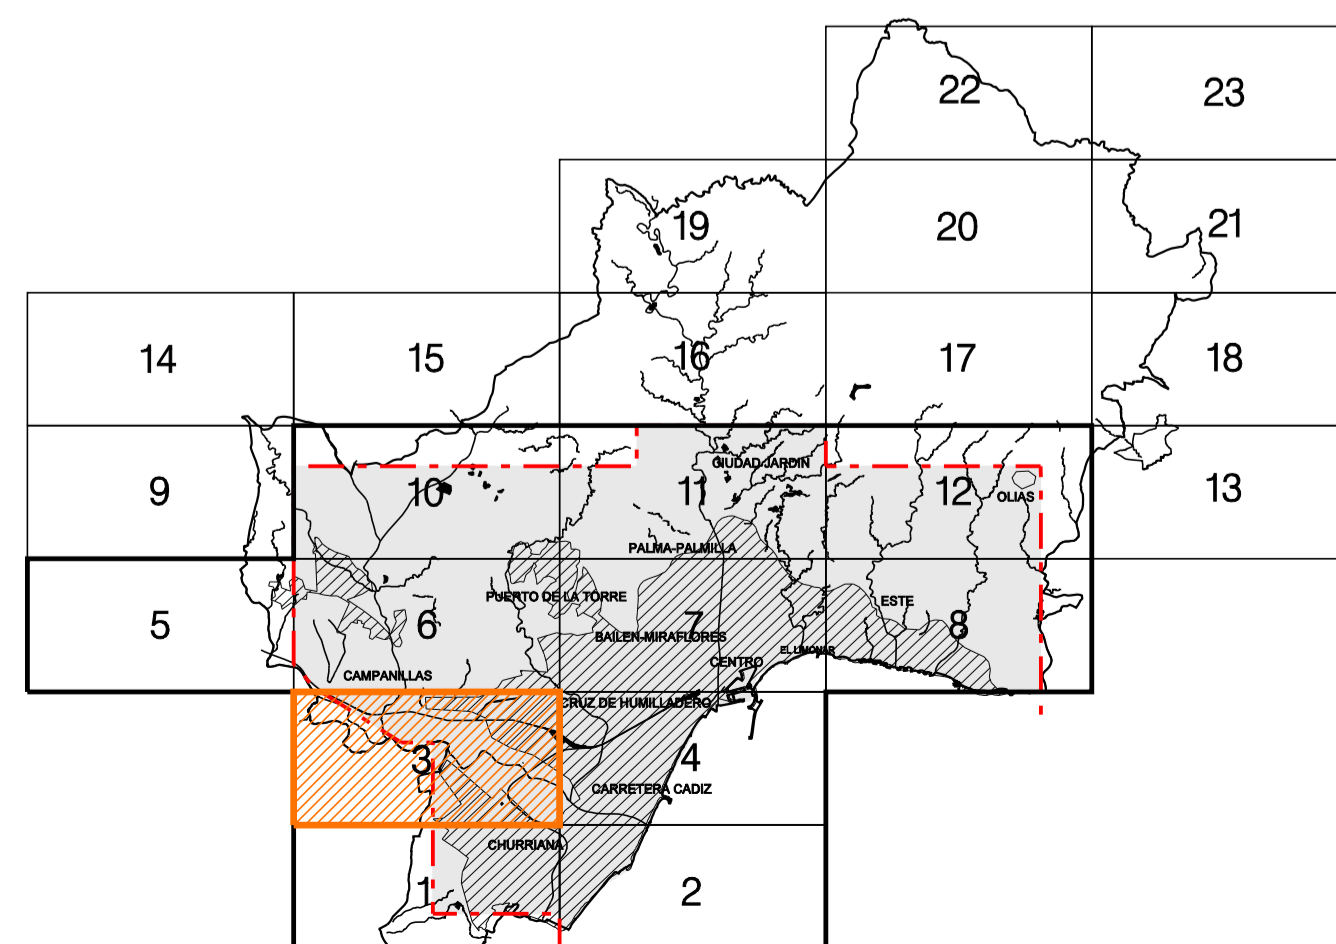 22 23
19 20 21
14 15 16 17 18
CIUDAD JARDIN
9 10 11 12 13
OLIAS
PALMA-PALMILLA
PUERTO DE LA TORRE
ESTE
5 6 7 8
BAILEN-MIRAFLORES
EL LIMONAR
CENTRO
CAMPANILLAS
CRUZ DE HUMILLADERO
3 4
CARRETERA CADIZ
CHURRIANA
1 2